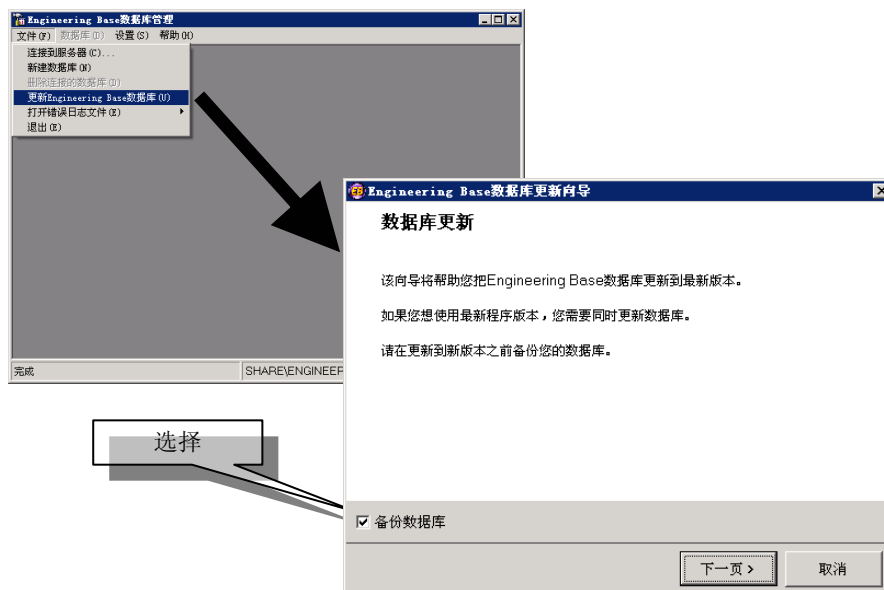 Engineering Base数据库管理
文件(F) 数据库(D) 设置(S) 帮助(H)
连接到服务器(C)...
新建数据库(N)
删除连接的数据库(D)
更新Engineering Base数据库(U)
打开错误日志文件(E)
退出(E)
Engineering Base数据库更新向导
数据库更新
该向导将帮助您把Engineering Base数据库更新到最新版本。
如果您想使用最新程序版本，您需要同时更新数据库。
请在更新到新版本之前备份您的数据库。
完成
SHARE\ENGINEER
选择
备份数据库
下一页 >
取消